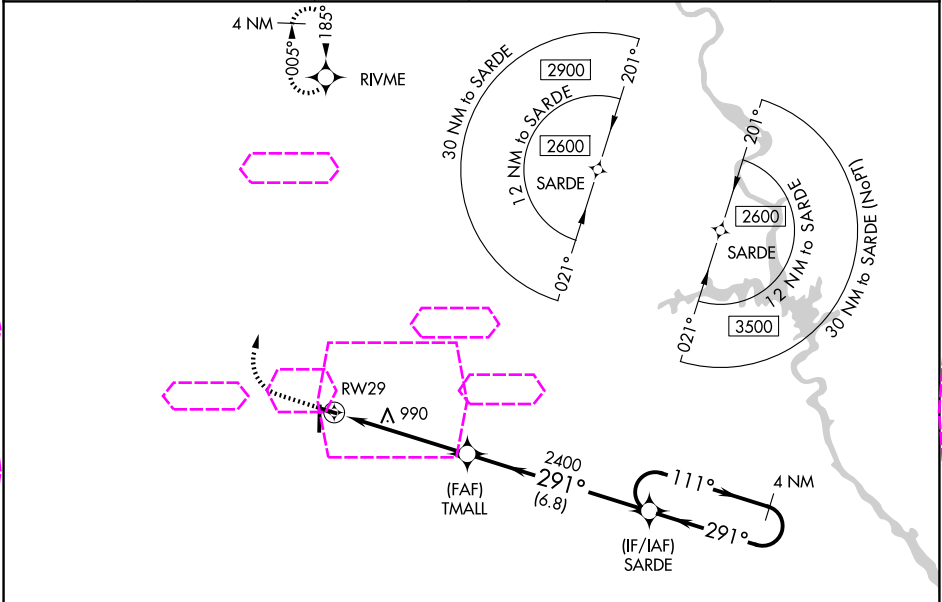 4 NM
185°
005°
RIVME
30 NM to SARDE
2900
201°
12 NM to SARDE
2600
SARDE
021°
201°
2600
SARDE
12 NM to SARDE
30 NM to SARDE (NoPT)
021°
3500
RW29
990
(FAF)
TMALL
2400
291°
(6.8)
111°
4 NM
291°
(IF/IAF)
SARDE